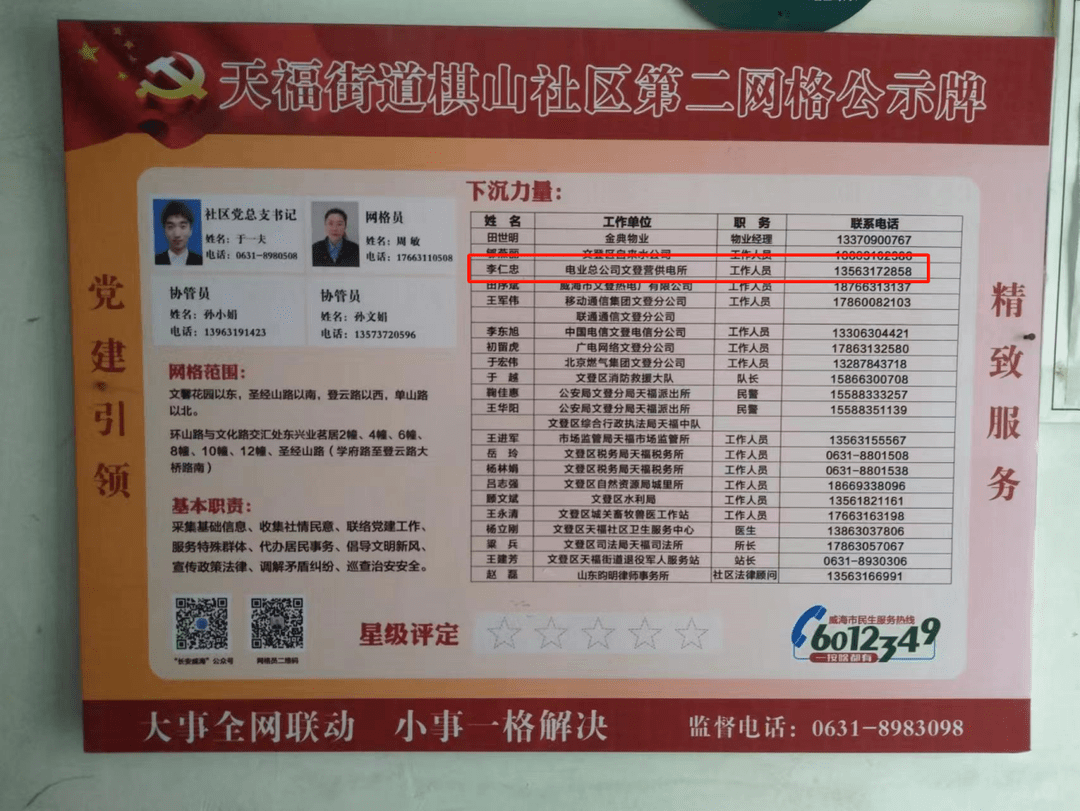 天福街道棋山社区第二网格公示牌
党建引领
社区党总支书记
姓名：于一夫
电话：0631-8980508
网格员
姓名：周敏
电话：17663110508
协管员
姓名：孙小娟
电话：13963191423
协管员
姓名：孙文娟
电话：13573720596
网格范围：
文馨花园以东，圣经山路以南，登云路以西，单山路
以北。
环山路与文化路交汇处东兴业茗居2幢、4幢、6幢、
8幢、10幢、12幢、圣经山路（学府路至登云路大
桥路南）
基本职责：
采集基础信息、收集社情民意、联络党建工作、
服务特殊群体、代办居民事务、倡导文明新风、
宣传政策法律、调解矛盾纠纷、巡查治安安全。
"长安威海"公众号
网格员二维码
下沉力量：
姓名 工作单位 职务 联系电话
田世明 金典物业 物业经理 13370900767
文登区自来水公司 工作人员
李仁忠 电业总公司文登营供电所 工作人员 13563172858
田序斌 威海市文登热电厂有限公司 工作人员 18766313137
王军伟 移动通信集团文登分公司 工作人员 17860082103
联通通信文登分公司
李东旭 中国电信文登电信分公司 工作人员 13306304421
初留虎 广电网络文登分公司 工作人员 17863132580
于宏伟 北京燃气集团文登分公司 工作人员 13287843718
于越 文登区消防救援大队 队长 15866300708
鞠佳惠 公安局文登分局天福派出所 民警 15588333257
王华阳 公安局文登分局天福派出所 民警 15588351139
文登区综合行政执法局天福中队
王进军 市场监管局天福市场监管所 工作人员 13563155567
岳玲 文登区税务局天福税务所 工作人员 0631-8801508
杨林娟 文登区税务局天福税务所 工作人员 0631-8801538
吕志强 文登区自然资源局城里所 工作人员 18669338096
顾文斌 文登区水利局 工作人员 13561821161
王永清 文登区城关畜牧兽医工作站 工作人员 17663163198
杨立刚 文登区天福社区卫生服务中心 医生 13863037806
梁兵 文登区司法局天福司法所 所长 17863057067
王建芳 文登区天福街道退役军人服务站 站长 0631-8930306
赵磊 山东昀明律师事务所 社区法律顾问 13563166991
星级评定
威海市民生服务热线
6012349
一按啥都有
精致服务
大事全网联动 小事一格解决
监督电话：0631-8983098